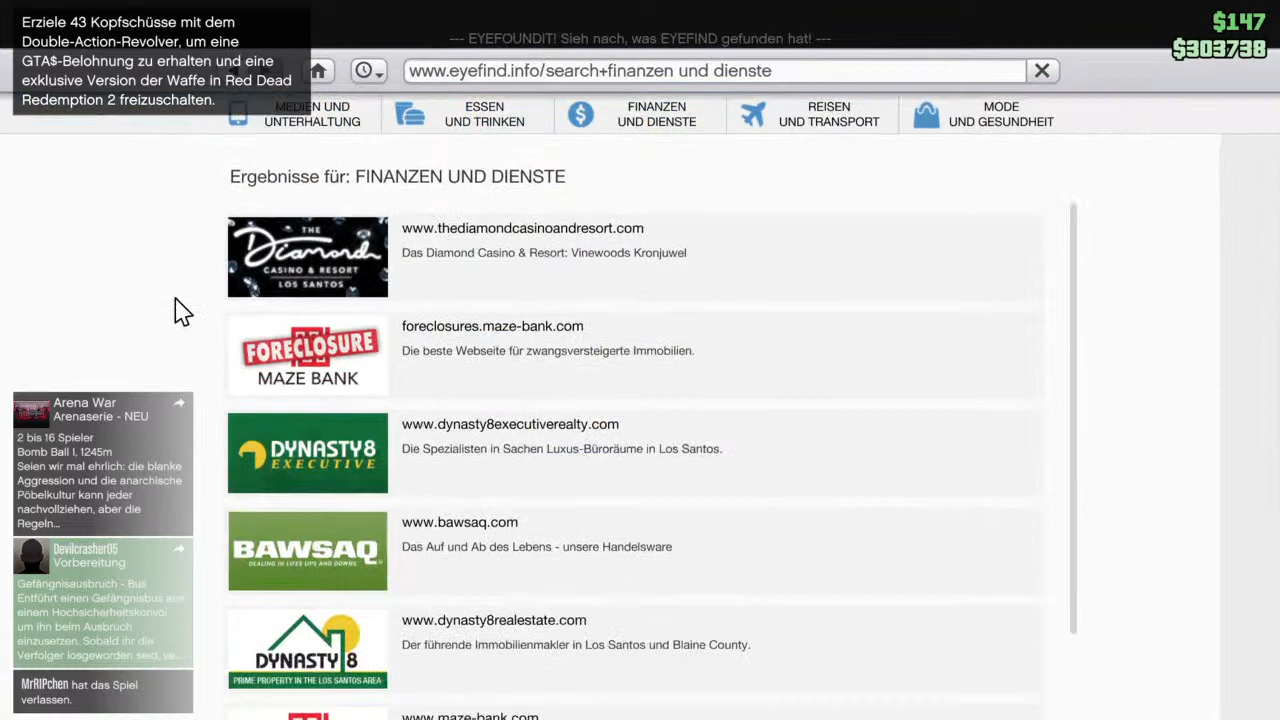 Erziele 43 Kopfschüsse mit dem
Double-Action-Revolver, um eine
GTA$-Belohnung zu erhalten und eine
exklusive Version der Waffe in Red Dead
Redemption 2 freizuschalten.
$147
$303738
--- EYEFOUNDIT! Sieh nach, was EYEFIND gefunden hat! ---
www.eyefind.info/search+finanzen und dienste
MEDIEN UND
UNTERHALTUNG
ESSEN
UND TRINKEN
FINANZEN
UND DIENSTE
REISEN
UND TRANSPORT
MODE
UND GESUNDHEIT
Ergebnisse für: FINANZEN UND DIENSTE
THE
Diamond
CASINO & RESORT
LOS SANTOS
www.thediamondcasinoandresort.com
Das Diamond Casino & Resort: Vinewoods Kronjuwel
FORECLOSURE
MAZE BANK
foreclosures.maze-bank.com
Die beste Webseite für zwangsversteigerte Immobilien.
DYNASTY8
EXECUTIVE
www.dynasty8executiverealty.com
Die Spezialisten in Sachen Luxus-Büroräume in Los Santos.
BAWSAQ
DEALING IN LIFES UPS AND DOWNS
www.bawsaq.com
Das Auf und Ab des Lebens - unsere Handelsware
DYNASTY 8
PRIME PROPERTY IN THE LOS SANTOS AREA
www.dynasty8realestate.com
Der führende Immobilienmakler in Los Santos und Blaine County.
www.maze-bank.com
Arena War
Arenaserie - NEU
2 bis 16 Spieler
Bomb Ball I, 1245m
Seien wir mal ehrlich: die blanke
Aggression und die anarchische
Pöbelkultur kann jeder
nachvollziehen, aber die
Regeln...
Devilcrasher05
Vorbereitung
Gefängnisausbruch - Bus
Entführt einen Gefängnisbus aus
einem Hochsicherheitskonvoi
um ihn beim Ausbruch
einzusetzen. Sobald ihr die
Verfolger losgeworden seid, ve...
MrRIPchen hat das Spiel
verlassen.